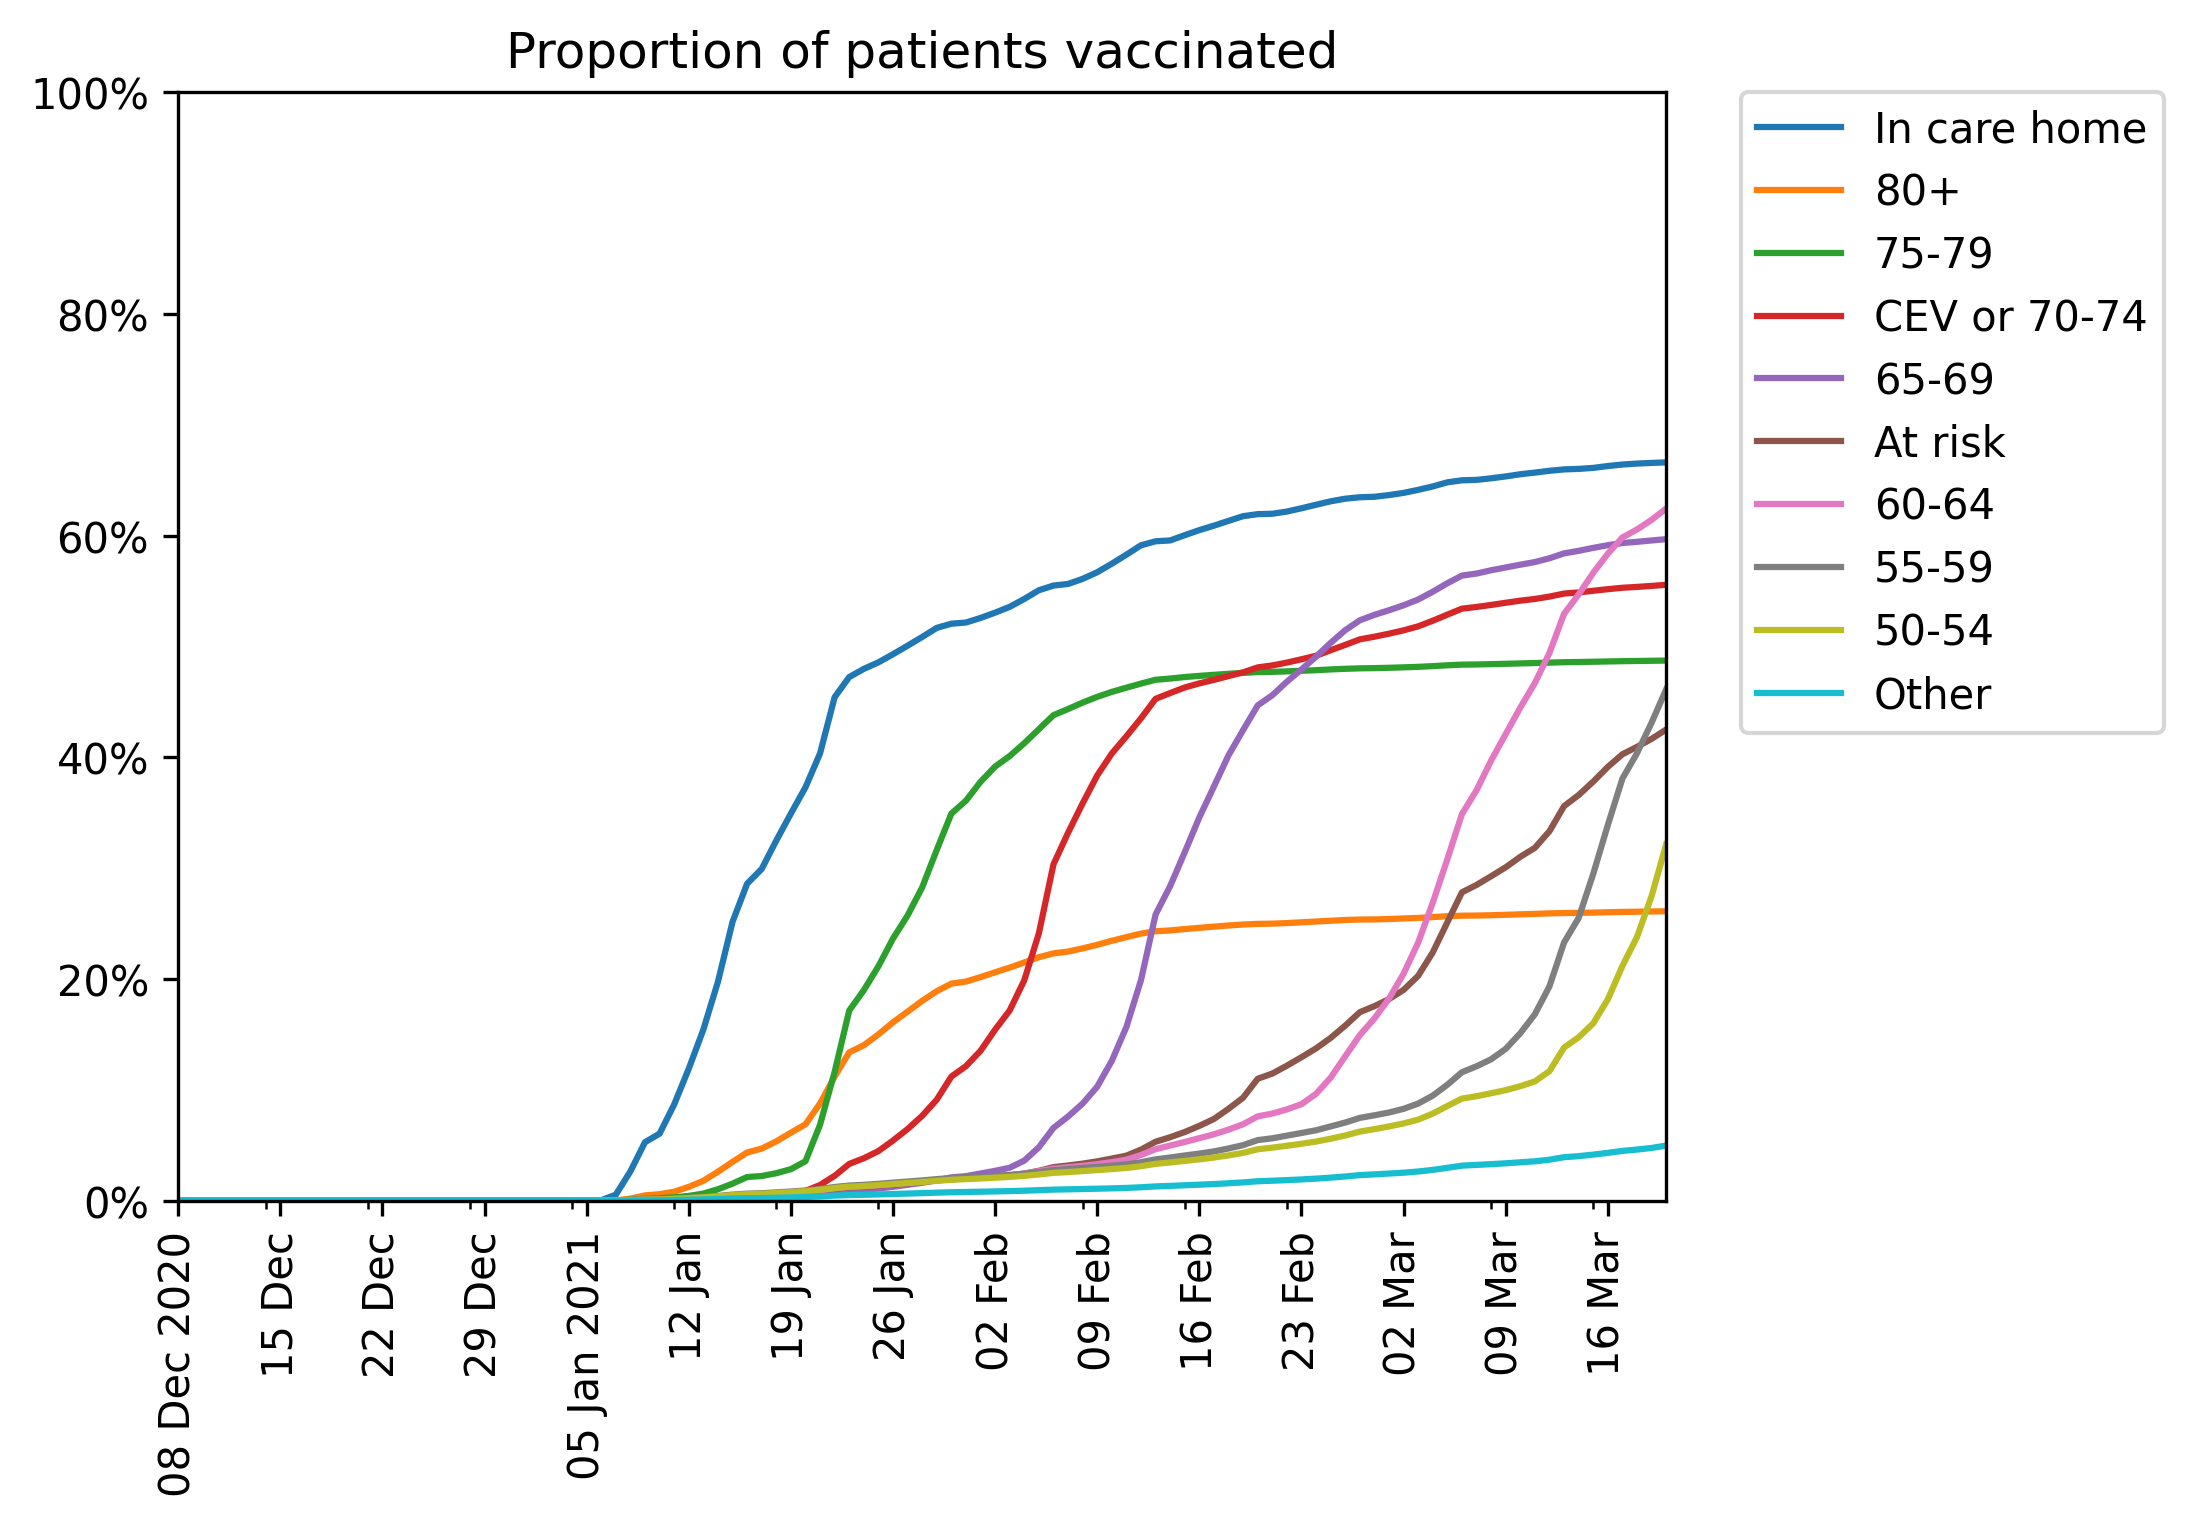 Proportion of patients vaccinated
100%
80%
60%
40%
20%
0%
08 Dec 2020
15 Dec
22 Dec
29 Dec
05 Jan 2021
12 Jan
19 Jan
26 Jan
02 Feb
09 Feb
16 Feb
23 Feb
02 Mar
09 Mar
16 Mar
In care home
80+
75-79
CEV or 70-74
65-69
At risk
60-64
55-59
50-54
Other